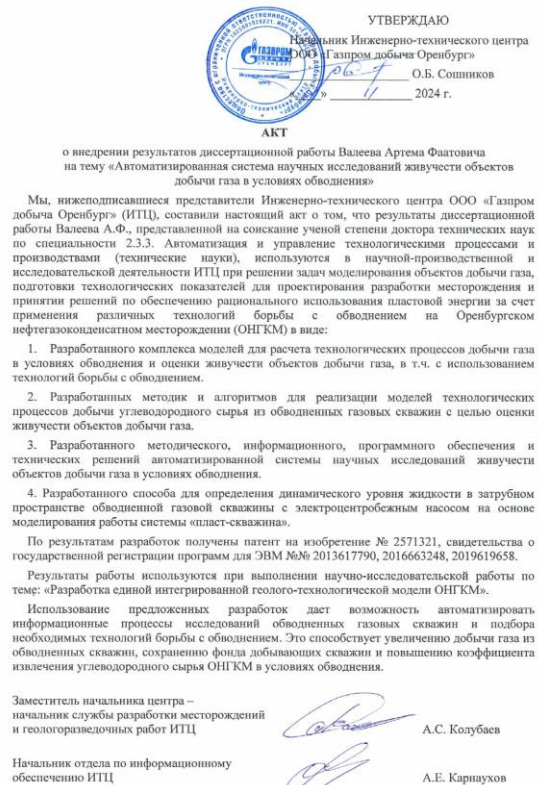 УТВЕРЖДАЮ
Начальник Инженерно-технического центра
ООО «Газпром добыча Оренбург»
О.Б. Сошников
« » 11 2024 г.
ГАЗПРОМ
АКТ
о внедрении результатов диссертационной работы Валеева Артема Фаатовича
на тему «Автоматизированная система научных исследований живучести объектов
добычи газа в условиях обводнения»
Мы, нижеподписавшиеся представители Инженерно-технического центра ООО «Газпром
добыча Оренбург» (ИТЦ), составили настоящий акт о том, что результаты диссертационной
работы Валеева А.Ф., представленной на соискание ученой степени доктора технических наук
по специальности 2.3.3. Автоматизация и управление технологическими процессами и
производствами (технические науки), используются в научной-производственной и
исследовательской деятельности ИТЦ при решении задач моделирования объектов добычи газа,
подготовки технологических показателей для проектирования разработки месторождения и
принятии решений по обеспечению рационального использования пластовой энергии за счет
применения различных технологий борьбы с обводнением на Оренбургском
нефтегазоконденсатном месторождении (ОНГКМ) в виде:
1. Разработанного комплекса моделей для расчета технологических процессов добычи газа
в условиях обводнения и оценки живучести объектов добычи газа, в т.ч. с использованием
технологий борьбы с обводнением.
2. Разработанных методик и алгоритмов для реализации моделей технологических
процессов добычи углеводородного сырья из обводненных газовых скважин с целью оценки
живучести объектов добычи газа.
3. Разработанного методического, информационного, программного обеспечения и
технических решений автоматизированной системы научных исследований живучести
объектов добычи газа в условиях обводнения.
4. Разработанного способа для определения динамического уровня жидкости в затрубном
пространстве обводненной газовой скважины с электроцентробежным насосом на основе
моделирования работы системы «пласт-скважина».
По результатам разработок получены патент на изобретение № 2571321, свидетельства о
государственной регистрации программ для ЭВМ №№ 2013617790, 2016663248, 2019619658.
Результаты работы используются при выполнении научно-исследовательской работы по
теме: «Разработка единой интегрированной геолого-технологической модели ОНГКМ».
Использование предложенных разработок дает возможность автоматизировать
информационные процессы исследований обводненных газовых скважин и подбора
необходимых технологий борьбы с обводнением. Это способствует увеличению добычи газа из
обводненных скважин, сохранению фонда добывающих скважин и повышению коэффициента
извлечения углеводородного сырья ОНГКМ в условиях обводнения.
Заместитель начальника центра –
начальник службы разработки месторождений
и геологоразведочных работ ИТЦ
А.С. Колубаев
Начальник отдела по информационному
обеспечению ИТЦ
А.Е. Карнаухов